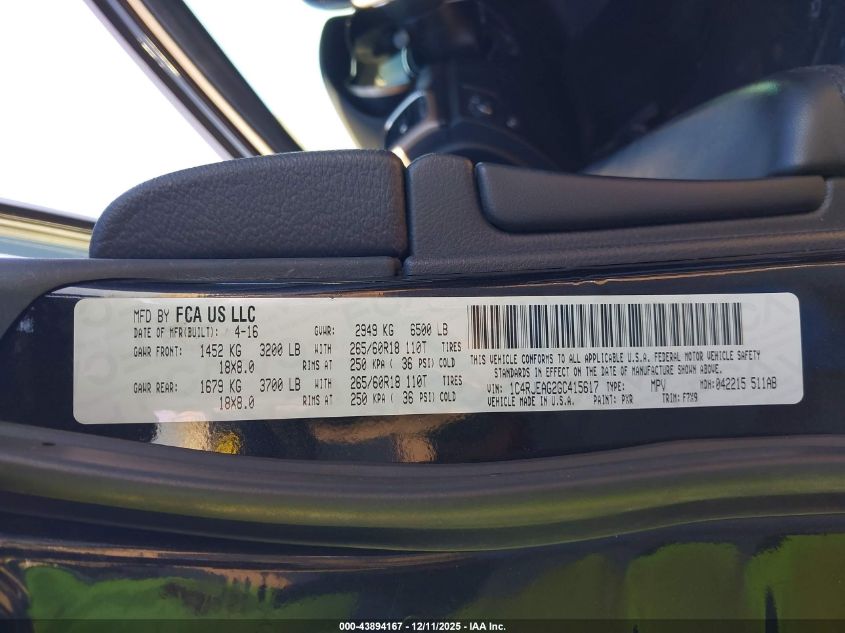 MFD BY FCA US LLC
DATE OF MFR(BUILT): / 4-16 GVWR: 2949 KG 6500 LB
GAWR FRONT: 1452 KG 3200 LB WITH 265/60R18 110T TIRES
18X8.0 RIMS AT 250 KPA ( 36 PSI) COLD
GAWR REAR: 1679 KG 3700 LB WITH 265/60R18 110T TIRES
18X8.0 RIMS AT 250 KPA ( 36 PSI) COLD
THIS VEHICLE CONFORMS TO ALL APPLICABLE U.S.A. FEDERAL MOTOR VEHICLE SAFETY
STANDARDS IN EFFECT ON THE DATE OF MANUFACTURE SHOWN ABOVE.
VIN: 1C4RJEAG2GC415617 TYPE: MPV MDH: 042215 511AB
VEHICLE MADE IN U.S.A. PAINT: PXR TRIM: F7X9
000-43894167 - 12/11/2025 - IAA Inc.